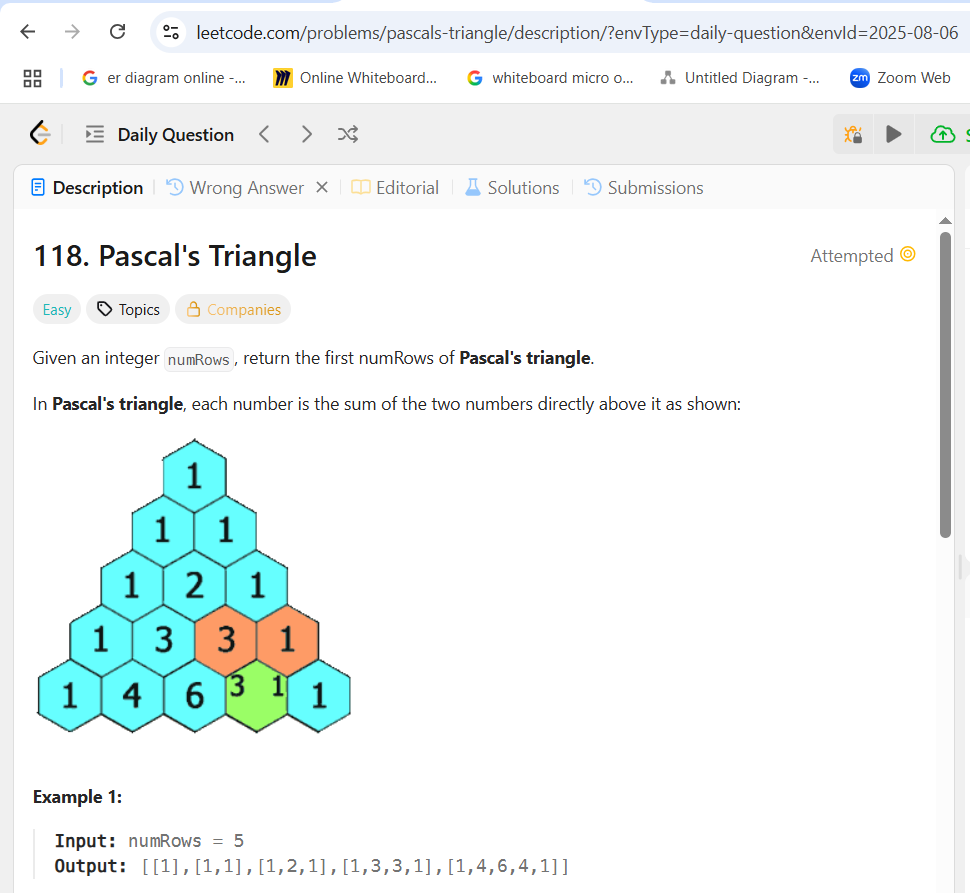 leetcode.com/problems/pascals-triangle/description/?envType=daily-question&envId=2025-08-06
er diagram online -... Online Whiteboard... whiteboard micro o... Untitled Diagram -... zm Zoom Web
Daily Question
Description Wrong Answer Editorial Solutions Submissions
118. Pascal's Triangle Attempted
Easy Topics Companies
Given an integer numRows, return the first numRows of Pascal's triangle.
In Pascal's triangle, each number is the sum of the two numbers directly above it as shown:
1
1 1
1 2 1
1 3 3 1
1 4 6 3 1 1
Example 1:
Input: numRows = 5
Output: [[1],[1,1],[1,2,1],[1,3,3,1],[1,4,6,4,1]]